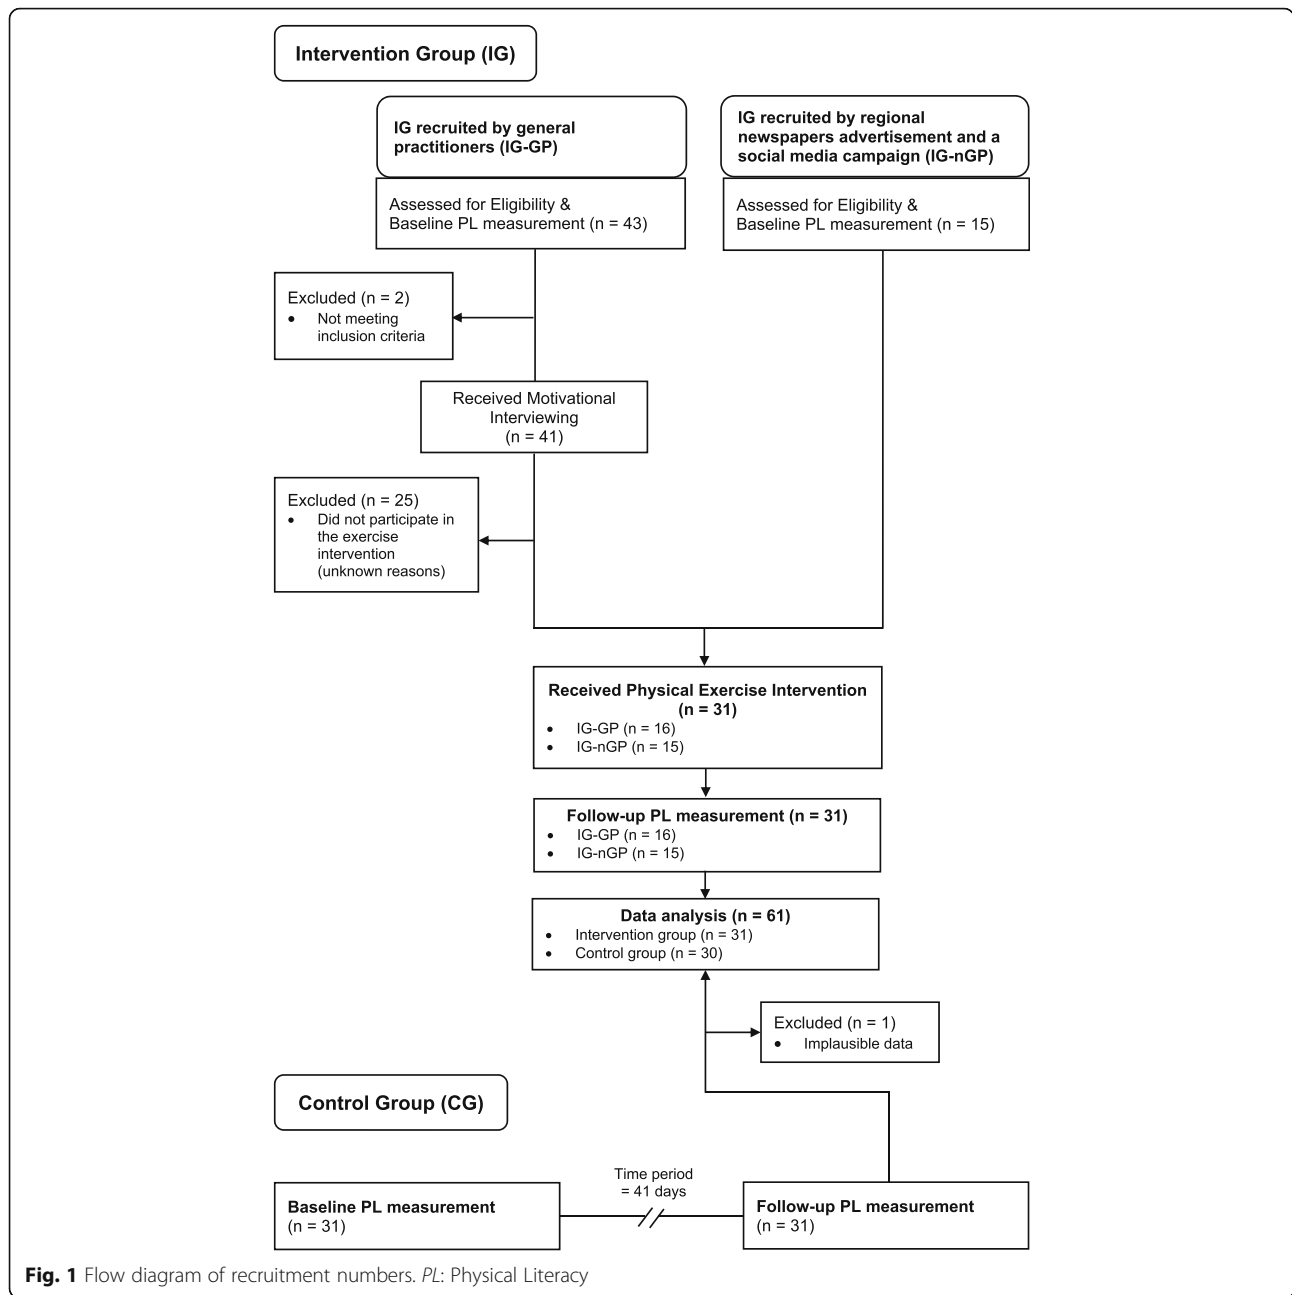 Intervention Group (IG)
IG recruited by general
practitioners (IG-GP)
IG recruited by regional
newspapers advertisement and a
social media campaign (IG-nGP)
Assessed for Eligibility &
Baseline PL measurement (n = 43)
Assessed for Eligibility &
Baseline PL measurement (n = 15)
Excluded (n = 2)
• Not meeting
inclusion criteria
Received Motivational
Interviewing
(n = 41)
Excluded (n = 25)
• Did not participate in
the exercise
intervention
(unknown reasons)
Received Physical Exercise Intervention
(n = 31)
• IG-GP (n = 16)
• IG-nGP (n = 15)
Follow-up PL measurement (n = 31)
• IG-GP (n = 16)
• IG-nGP (n = 15)
Data analysis (n = 61)
• Intervention group (n = 31)
• Control group (n = 30)
Excluded (n = 1)
• Implausible data
Control Group (CG)
Time period
= 41 days
Baseline PL measurement
(n = 31)
Follow-up PL measurement
(n = 31)
Fig. 1 Flow diagram of recruitment numbers. PL: Physical Literacy